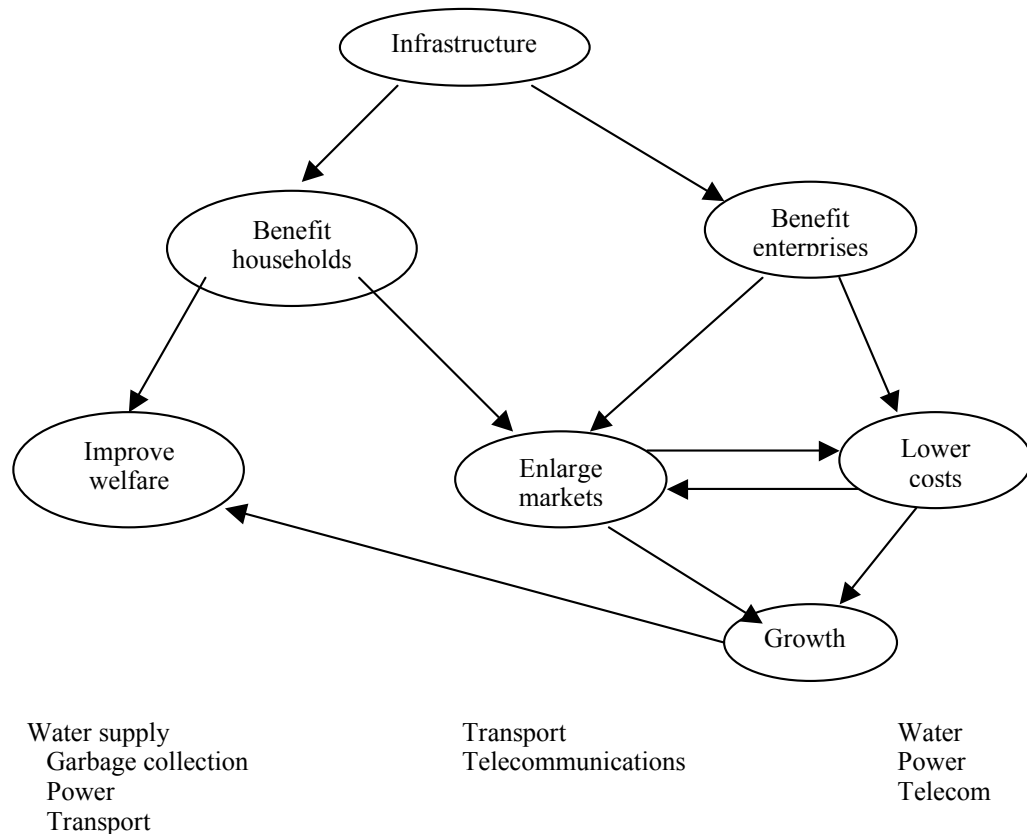 Infrastructure
Benefit
households
Benefit
enterprises
Improve
welfare
Enlarge
markets
Lower
costs
Growth
Water supply
Garbage collection
Power
Transport
Transport
Telecommunications
Water
Power
Telecom